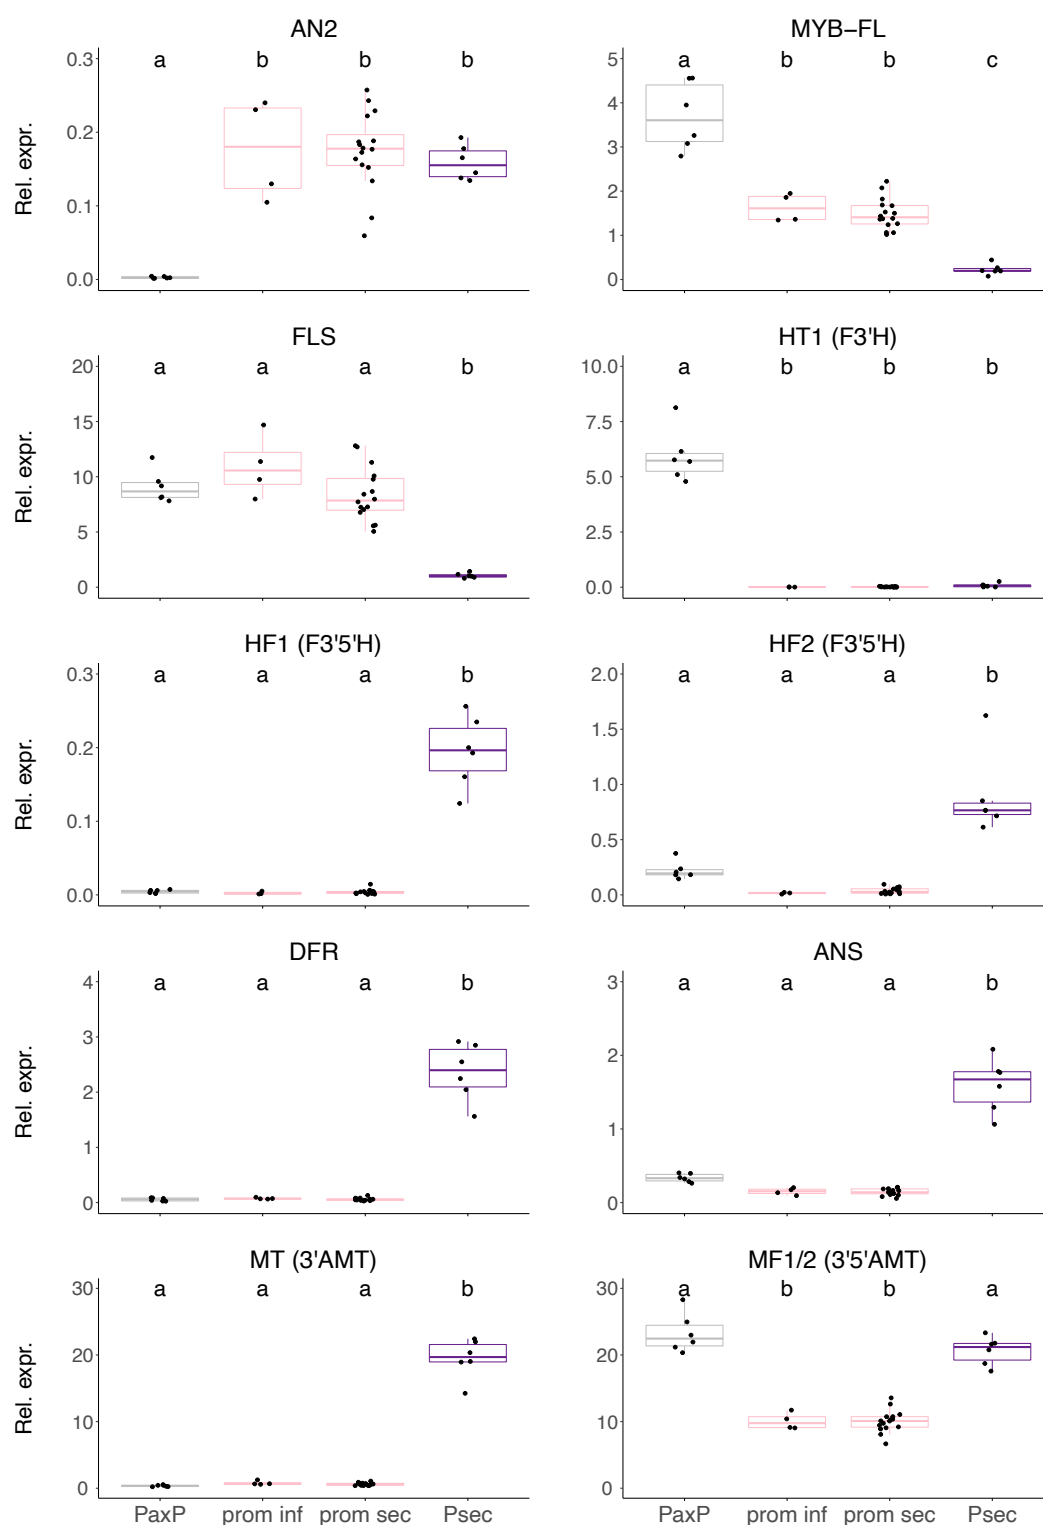 AN2
MYB−FL
0.3
0.2
0.1
0.0
Rel. expr.
a b b b
5
4
3
2
1
0
a b b c
FLS
HT1 (F3'H)
20
15
10
5
0
Rel. expr.
a a a b
10.0
7.5
5.0
2.5
0.0
a b b b
HF1 (F3'5'H)
HF2 (F3'5'H)
0.3
0.2
0.1
0.0
Rel. expr.
a a a b
2.0
1.5
1.0
0.5
0.0
a a a b
DFR
ANS
4
3
2
1
0
Rel. expr.
a a a b
3
2
1
0
a a a b
MT (3'AMT)
MF1/2 (3'5'AMT)
30
20
10
0
Rel. expr.
a a a b
30
20
10
0
a b b a
PaxP prom inf prom sec Psec
PaxP prom inf prom sec Psec